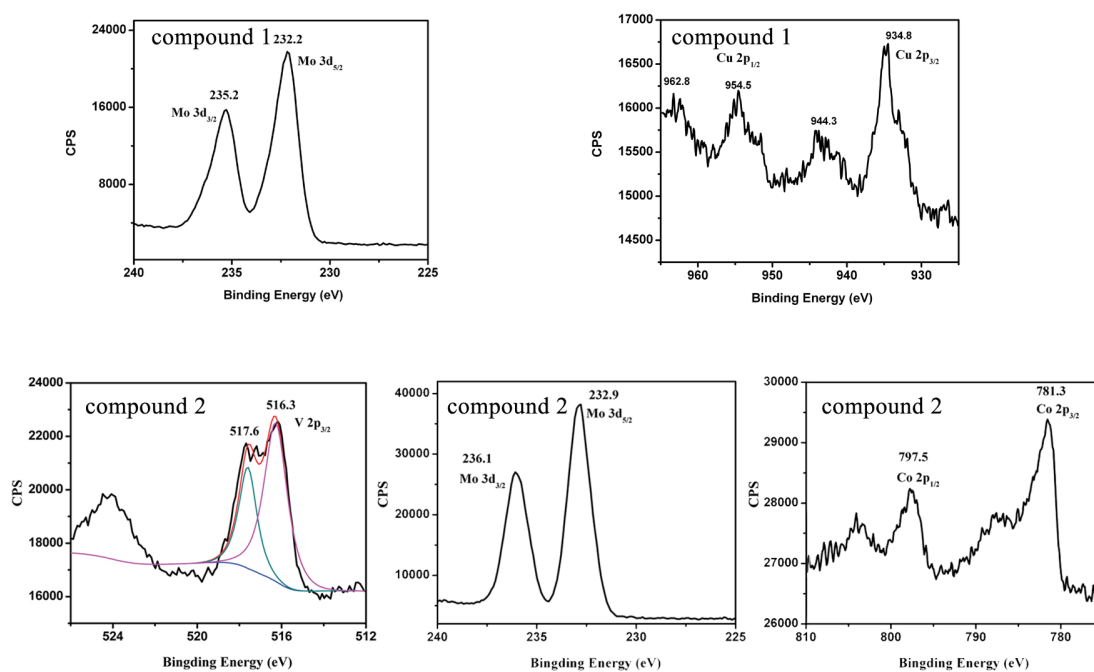 compound 1
232.2
Mo 3d5/2
235.2
Mo 3d3/2
24000
16000
8000
CPS
240
235
230
225
Binding Energy (eV)
compound 1
934.8
Cu 2p1/2
Cu 2p3/2
962.8
954.5
944.3
17000
16500
16000
15500
15000
14500
CPS
960
950
940
930
Binding Energy (eV)
compound 2
516.3
V 2p3/2
517.6
24000
22000
20000
18000
16000
CPS
524
520
516
512
Bingding Energy (eV)
compound 2
232.9
Mo 3d5/2
236.1
Mo 3d3/2
40000
30000
20000
10000
CPS
240
235
230
225
Bingding Energy (eV)
compound 2
781.3
Co 2p3/2
797.5
Co 2p1/2
30000
29000
28000
27000
26000
CPS
810
800
790
780
Bingding Energy (eV)